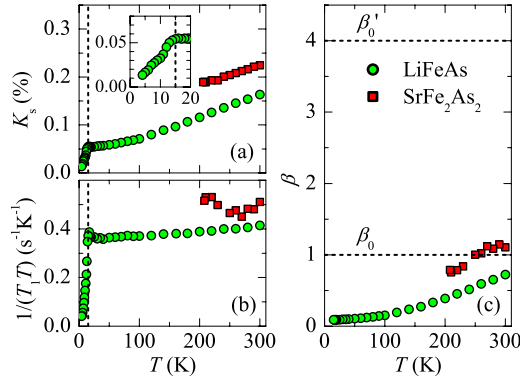 0.3
0.2
0.1
0.0
K_s (%)
0.05
0.00
0
10
20
(a)
0.6
0.4
0.2
0.0
1/(T_1T) (s^-1K^-1)
(b)
0
100
200
300
T (K)
4
3
2
1
0
β
β_0'
LiFeAs
SrFe_2As_2
β_0
(c)
0
100
200
300
T (K)